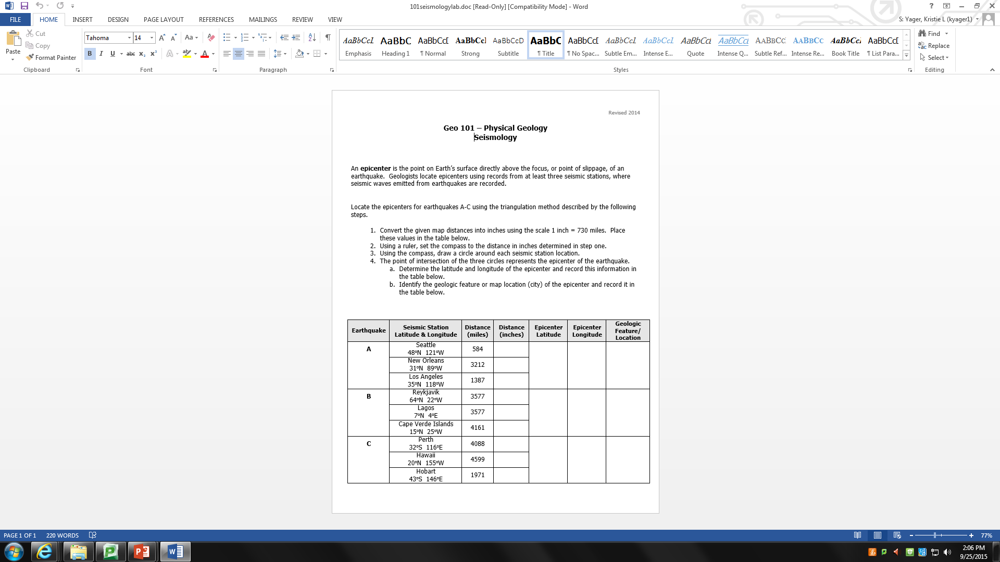 101seismologylab.doc [Read-Only] [Compatibility Mode] - Word
FILE HOME INSERT DESIGN PAGE LAYOUT REFERENCES MAILINGS REVIEW VIEW S: Yager, Kristie L (kyager1)
Paste
Cut
Copy
Format Painter
Clipboard
Tahoma 14
Font
Paragraph
AaBbCcI AaBbC AaBbCcD AaBbCcI AaBbCcD AaBbC AaBbCcD AaBbCcI AaBbCcI AaBbCcI AaBbCcI AaBbCc AaBbCc AaBbCcI AaBbCcD
Emphasis Heading 1 ¶ Normal Strong Subtitle ¶ Title ¶ No Spac... Subtle Em... Intense E... Quote Intense Q... Subtle Ref... Intense Re... Book Title ¶ List Para...
Styles
Find
Replace
Select
Editing
Revised 2014
Geo 101 – Physical Geology
Seismology
An epicenter is the point on Earth's surface directly above the focus, or point of slippage, of an
earthquake. Geologists locate epicenters using records from at least three seismic stations, where
seismic waves emitted from earthquakes are recorded.
Locate the epicenters for earthquakes A-C using the triangulation method described by the following
steps.
1. Convert the given map distances into inches using the scale 1 inch = 730 miles. Place
these values in the table below.
2. Using a ruler, set the compass to the distance in inches determined in step one.
3. Using the compass, draw a circle around each seismic station location.
4. The point of intersection of the three circles represents the epicenter of the earthquake.
a. Determine the latitude and longitude of the epicenter and record this information in
the table below.
b. Identify the geologic feature or map location (city) of the epicenter and record it in
the table below.
Earthquake Seismic Station Latitude & Longitude Distance (miles) Distance (inches) Epicenter Latitude Epicenter Longitude Geologic Feature/ Location
A Seattle 584
48ºN 121ºW
New Orleans 3212
31ºN 89ºW
Los Angeles 1387
35ºN 118ºW
B Reykjavik 3577
64ºN 22ºW
Lagos 3577
7ºN 4ºE
Cape Verde Islands 4161
15ºN 25ºW
C Perth 4088
32ºS 116ºE
Hawaii 4599
20ºN 155ºW
Hobart 1971
43ºS 146ºE
PAGE 1 OF 1 220 WORDS 77%
2:06 PM
9/25/2015